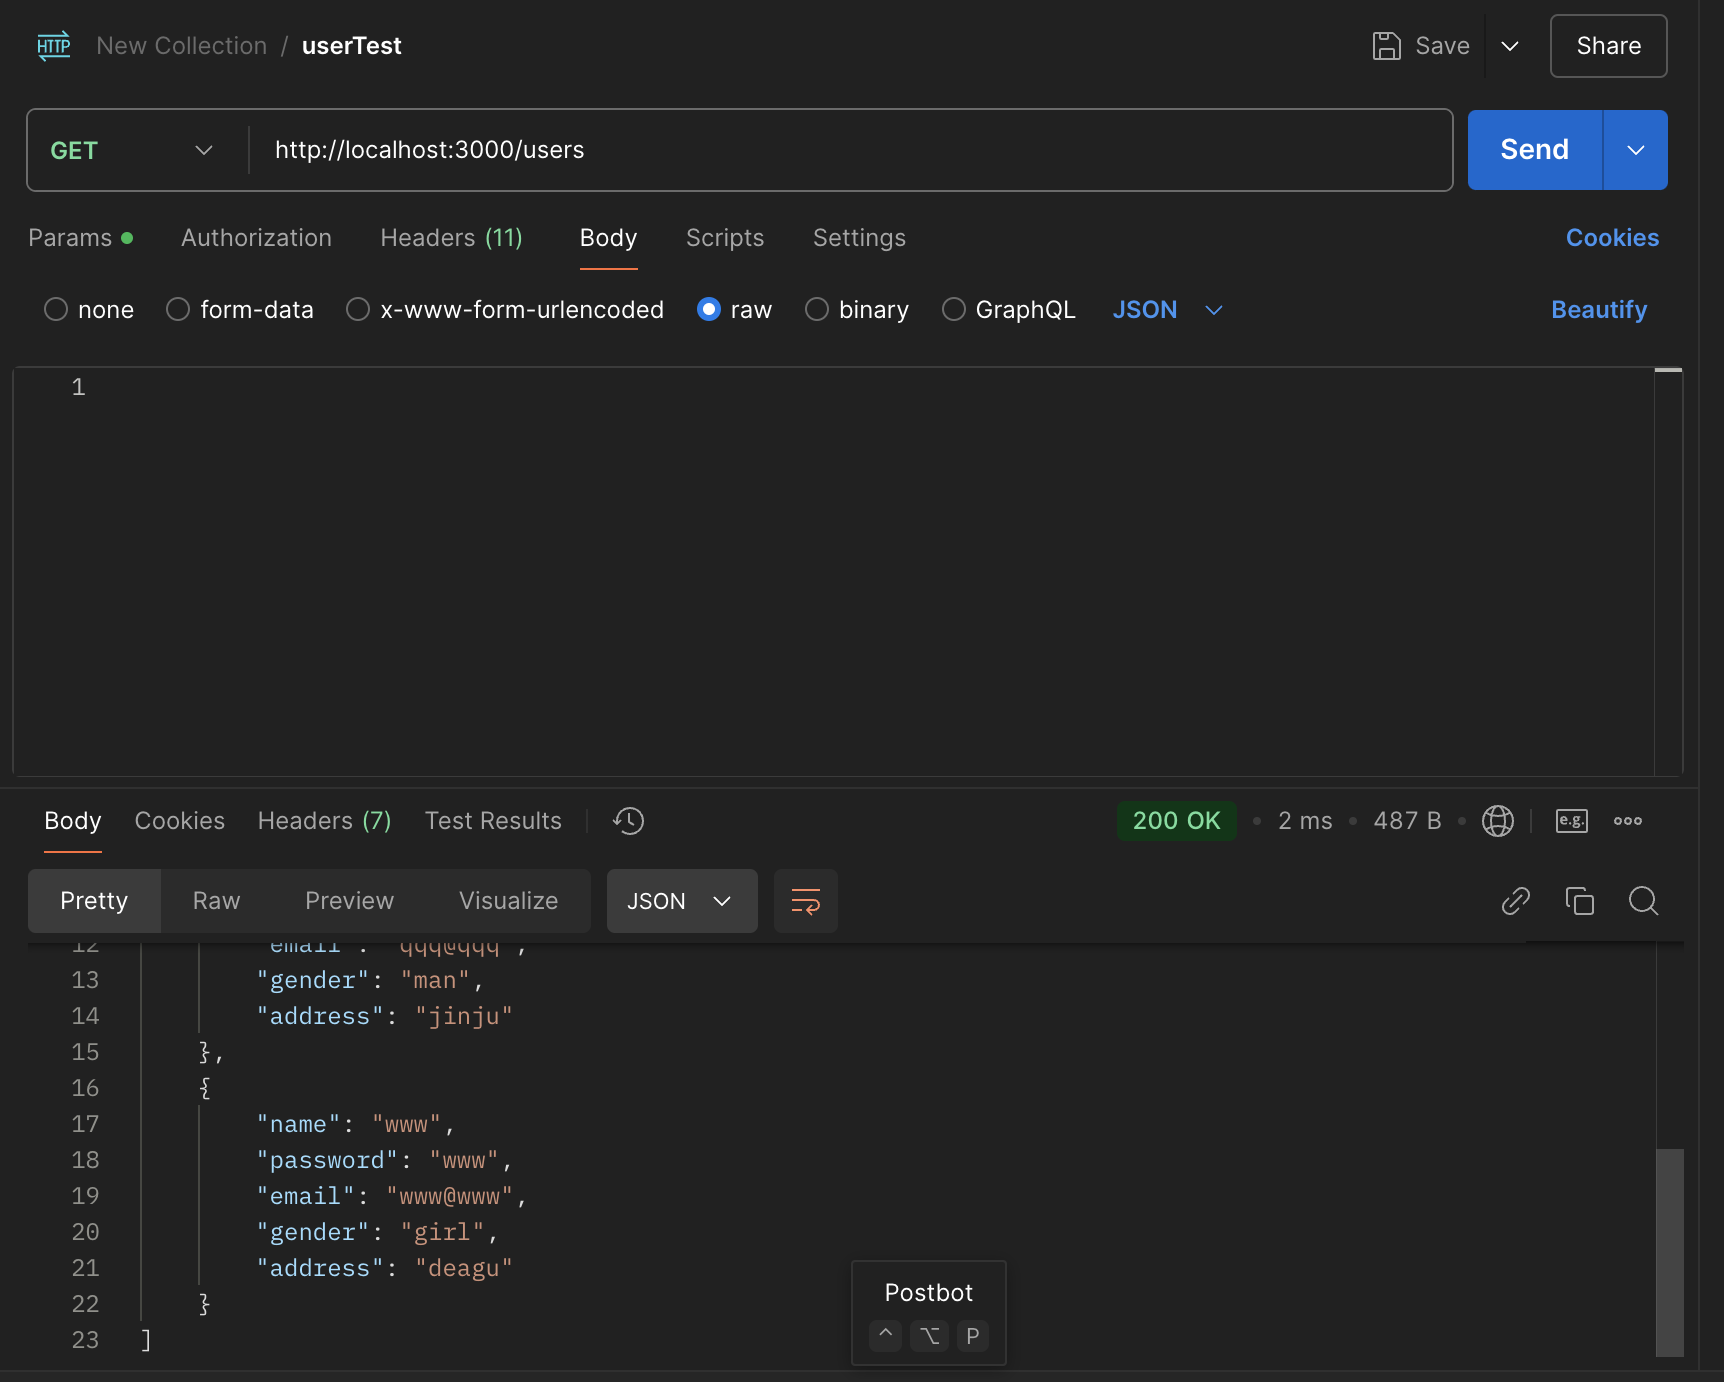 HTTP New Collection / userTest Save Share
GET http://localhost:3000/users Send
Params Authorization Headers (11) Body Scripts Settings Cookies
none form-data x-www-form-urlencoded raw binary GraphQL JSON Beautify
1
Body Cookies Headers (7) Test Results 200 OK • 2 ms • 487 B • e.g.
Pretty Raw Preview Visualize JSON
12 "email": "qqq@qqq",
13 "gender": "man",
14 "address": "jinju"
15 },
16 {
17 "name": "www",
18 "password": "www",
19 "email": "www@www",
20 "gender": "girl",
21 "address": "deagu"
22 }
23 ]
Postbot
^ ⌥ P